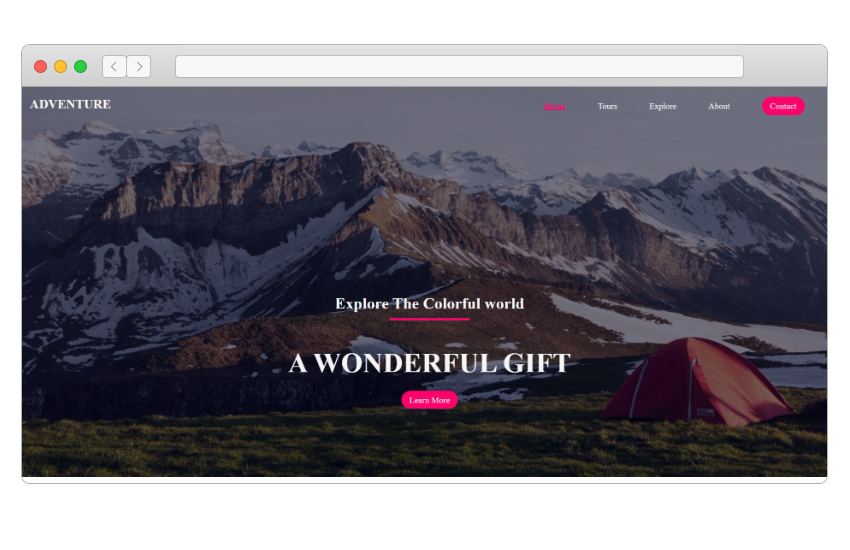 ADVENTURE
Home Tours Explore About Contact
Explore The Colorful world
A WONDERFUL GIFT
Learn More